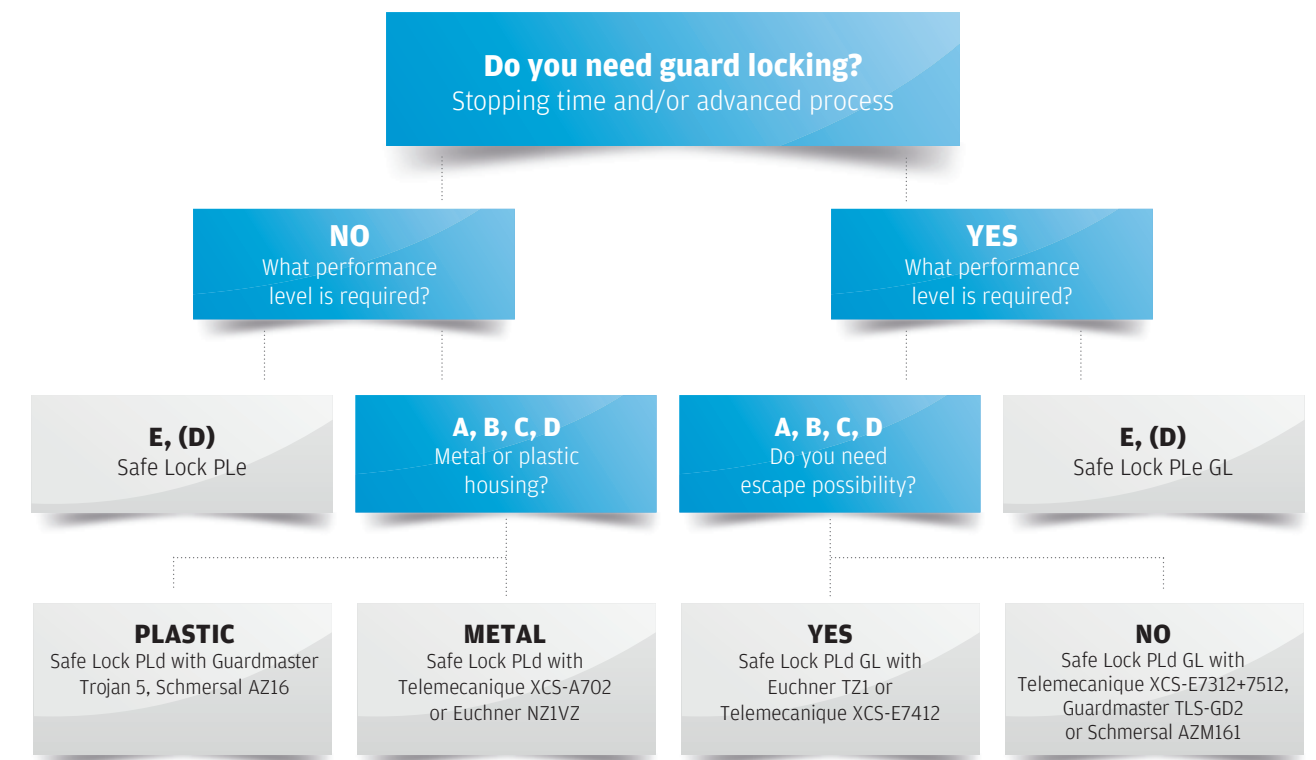 Do you need guard locking?
Stopping time and/or advanced process
NO
What performance
level is required?
YES
What performance
level is required?
E, (D)
Safe Lock PLe
A, B, C, D
Metal or plastic
housing?
A, B, C, D
Do you need
escape possibility?
E, (D)
Safe Lock PLe GL
PLASTIC
Safe Lock PLd with Guardmaster
Trojan 5, Schmersal AZ16
METAL
Safe Lock PLd with
Telemecanique XCS-A702
or Euchner NZ1VZ
YES
Safe Lock PLd GL with
Euchner TZ1 or
Telemecanique XCS-E7412
NO
Safe Lock PLd GL with
Telemecanique XCS-E7312+7512,
Guardmaster TLS-GD2
or Schmersal AZM161